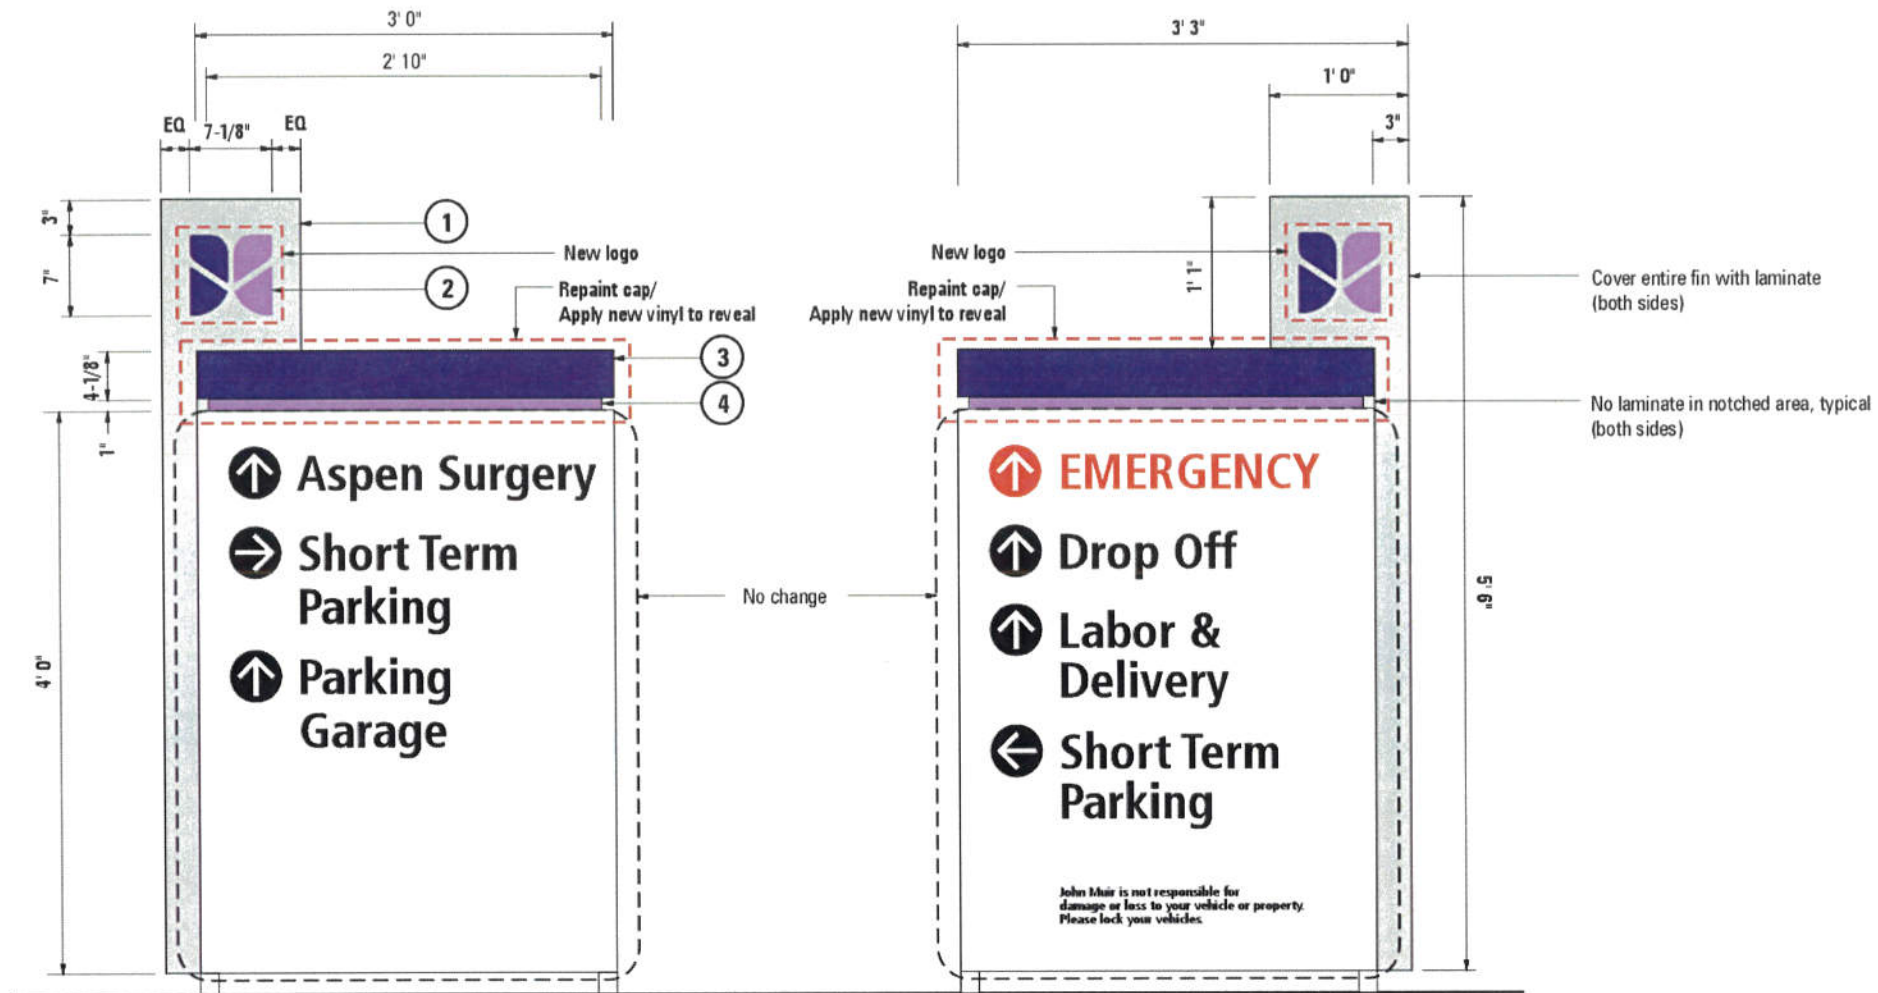 3' 0"
2' 10"
EQ
7-1/8"
EQ
3"
7"
4-1/8"
1"
4' 0"
1
2
New logo
Repaint cap/
Apply new vinyl to reveal
3
4
Aspen Surgery
Short Term
Parking
Parking
Garage
No change
3' 3"
1' 0"
3"
1' 1"
New logo
Repaint cap/
Apply new vinyl to reveal
Cover entire fin with laminate
(both sides)
No laminate in notched area, typical
(both sides)
5' 6"
EMERGENCY
Drop Off
Labor &
Delivery
Short Term
Parking
John Muir is not responsible for
damage or loss to your vehicle or property.
Please lock your vehicles.